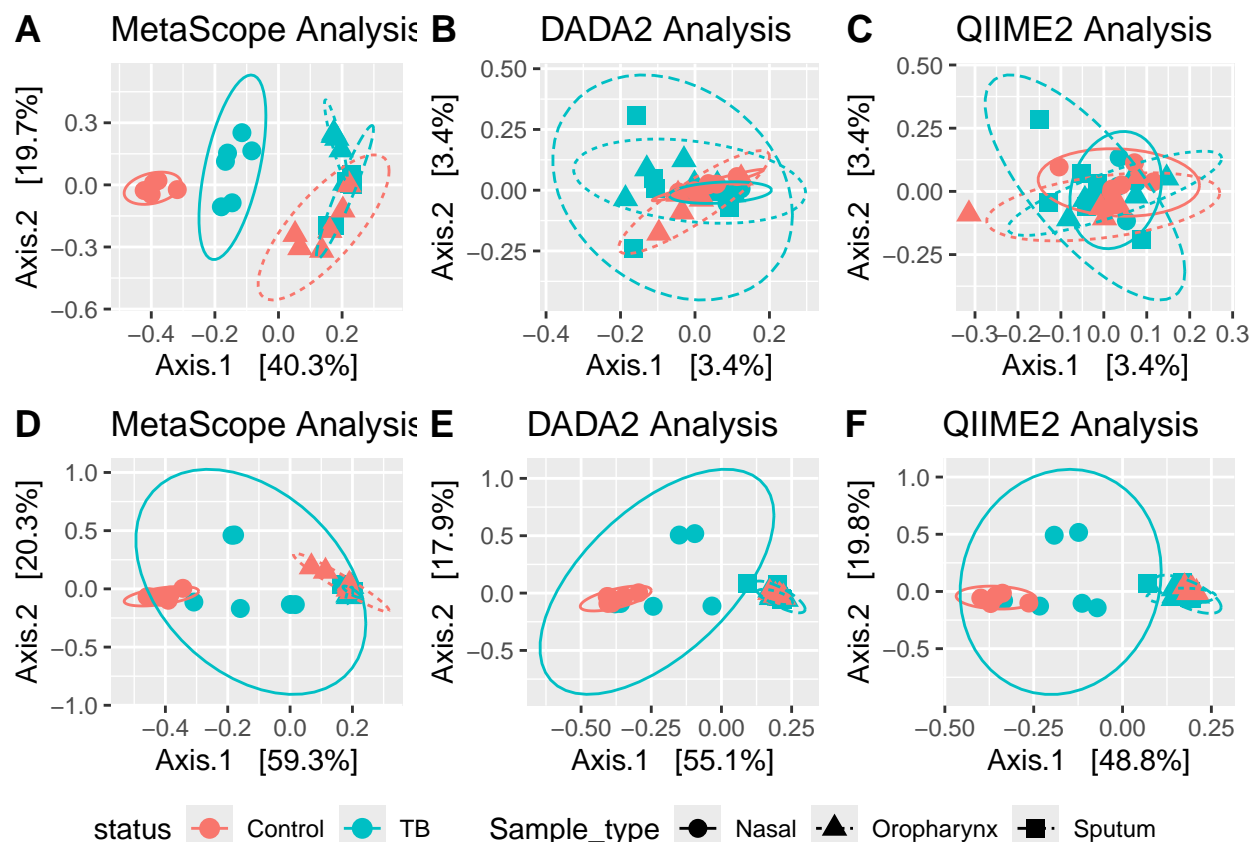 A MetaScope Analysis
0.3
0.0
−0.3
−0.6
Axis.2 [19.7%]
−0.4 −0.2 0.0 0.2
Axis.1 [40.3%]
B DADA2 Analysis
0.50
0.25
0.00
−0.25
Axis.2 [3.4%]
−0.2 0.0 0.2
Axis.1 [3.4%]
C QIIME2 Analysis
0.50
0.25
0.00
−0.25
Axis.2 [3.4%]
−0.3 −0.2 −0.1 0.0 0.1 0.2 0.3
Axis.1 [3.4%]
D MetaScope Analysis
1.0
0.5
0.0
−0.5
−1.0
Axis.2 [20.3%]
−0.4 −0.2 0.0 0.2
Axis.1 [59.3%]
E DADA2 Analysis
1.0
0.5
0.0
−0.5
Axis.2 [17.9%]
−0.50 −0.25 0.00 0.25
Axis.1 [55.1%]
F QIIME2 Analysis
1.0
0.5
0.0
−0.5
Axis.2 [19.8%]
−0.50 −0.25 0.00 0.25
Axis.1 [48.8%]
status Control TB Sample_type Nasal Oropharynx Sputum